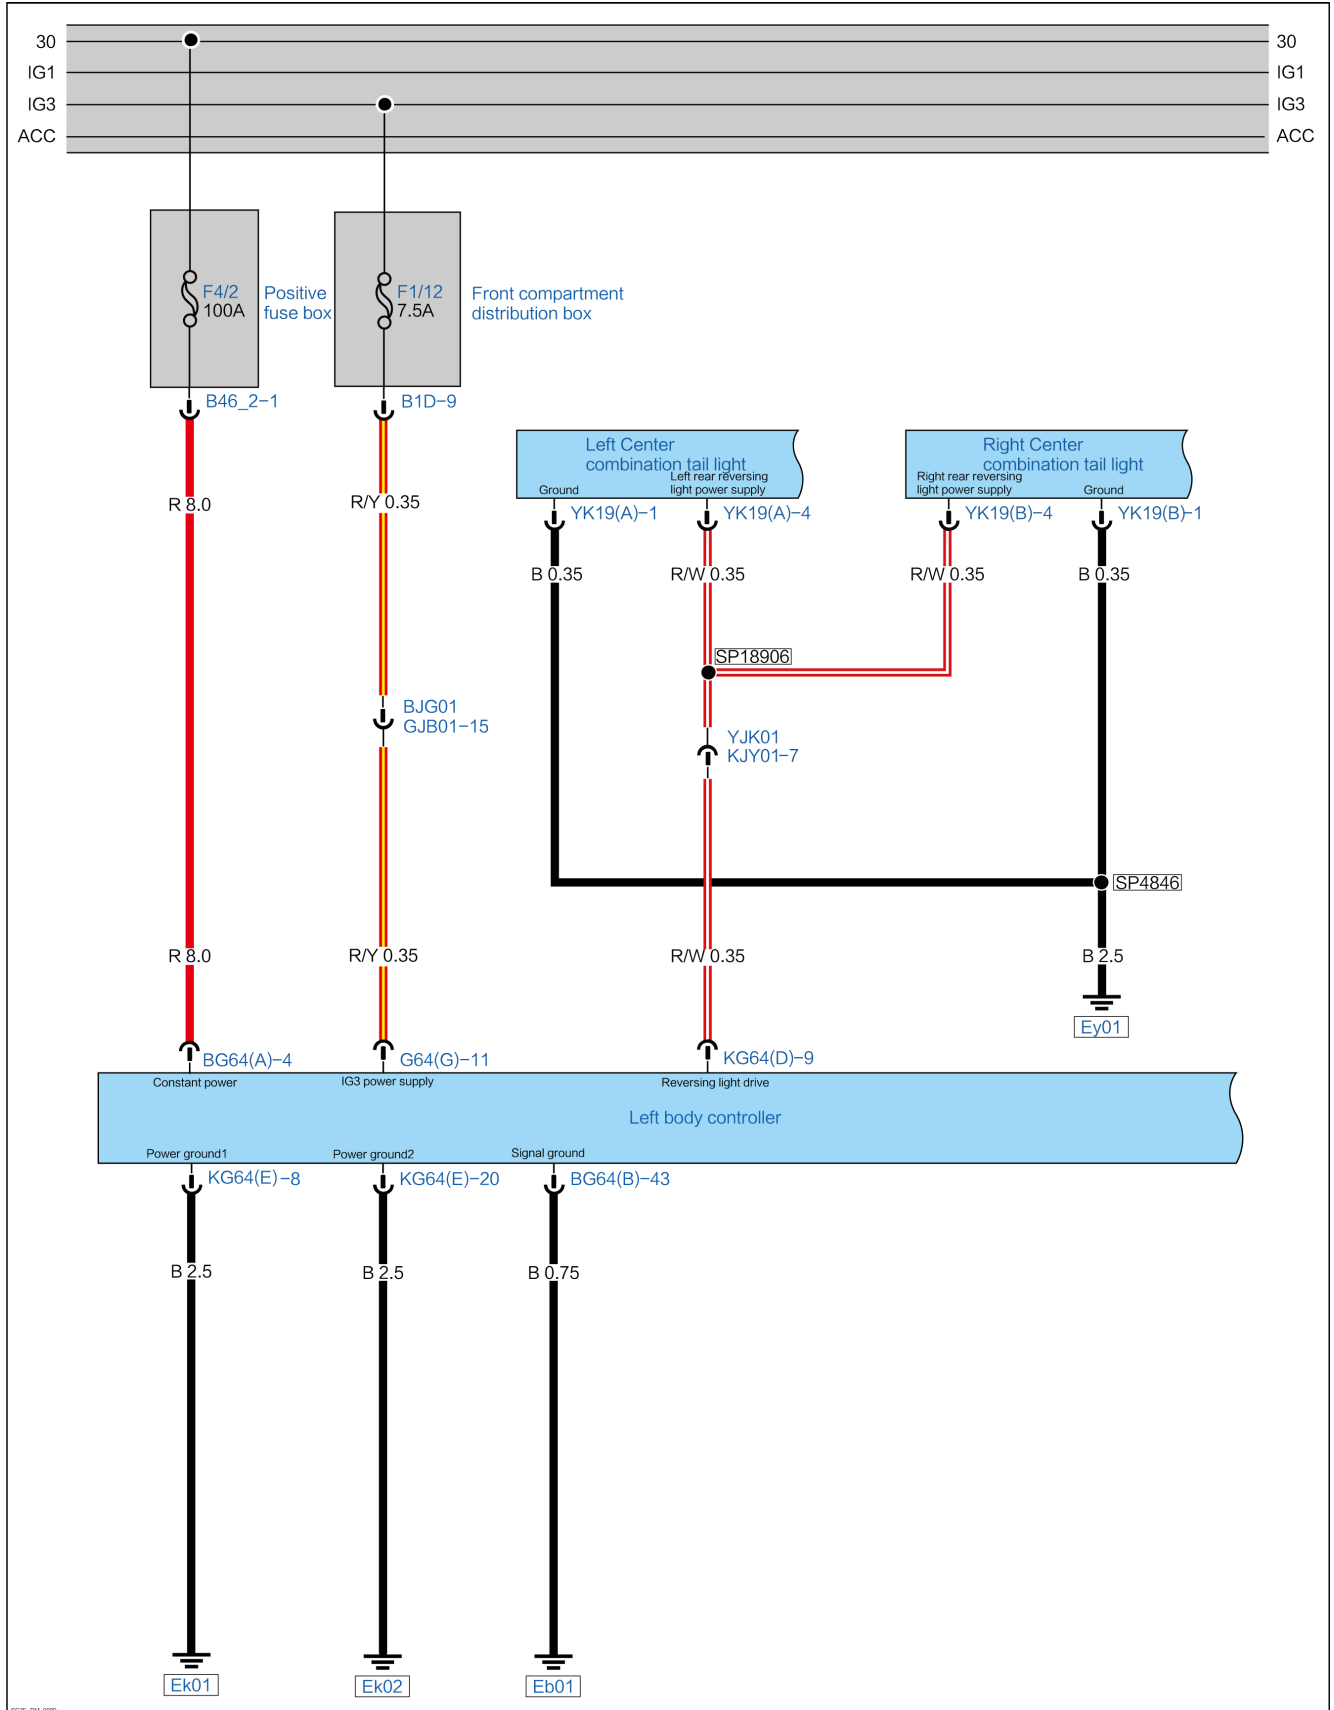 30
30
IG1
IG1
IG3
IG3
ACC
ACC
F4/2
100A
Positive
fuse box
F1/12
7.5A
Front compartment
distribution box
B46_2-1
B1D-9
Left Center
combination tail light
Left rear reversing
light power supply
Ground
Right Center
combination tail light
Right rear reversing
light power supply
Ground
YK19(A)-1
YK19(A)-4
YK19(B)-4
YK19(B)-1
R 8.0
R/Y 0.35
B 0.35
R/W 0.35
R/W 0.35
B 0.35
SP18906
BJG01
GJB01-15
YJK01
KJY01-7
SP4846
R 8.0
R/Y 0.35
R/W 0.35
B 2.5
Ey01
BG64(A)-4
G64(G)-11
KG64(D)-9
Constant power
IG3 power supply
Reversing light drive
Left body controller
Power ground1
Power ground2
Signal ground
KG64(E)-8
KG64(E)-20
BG64(B)-43
B 2.5
B 2.5
B 0.75
Ek01
Ek02
Eb01